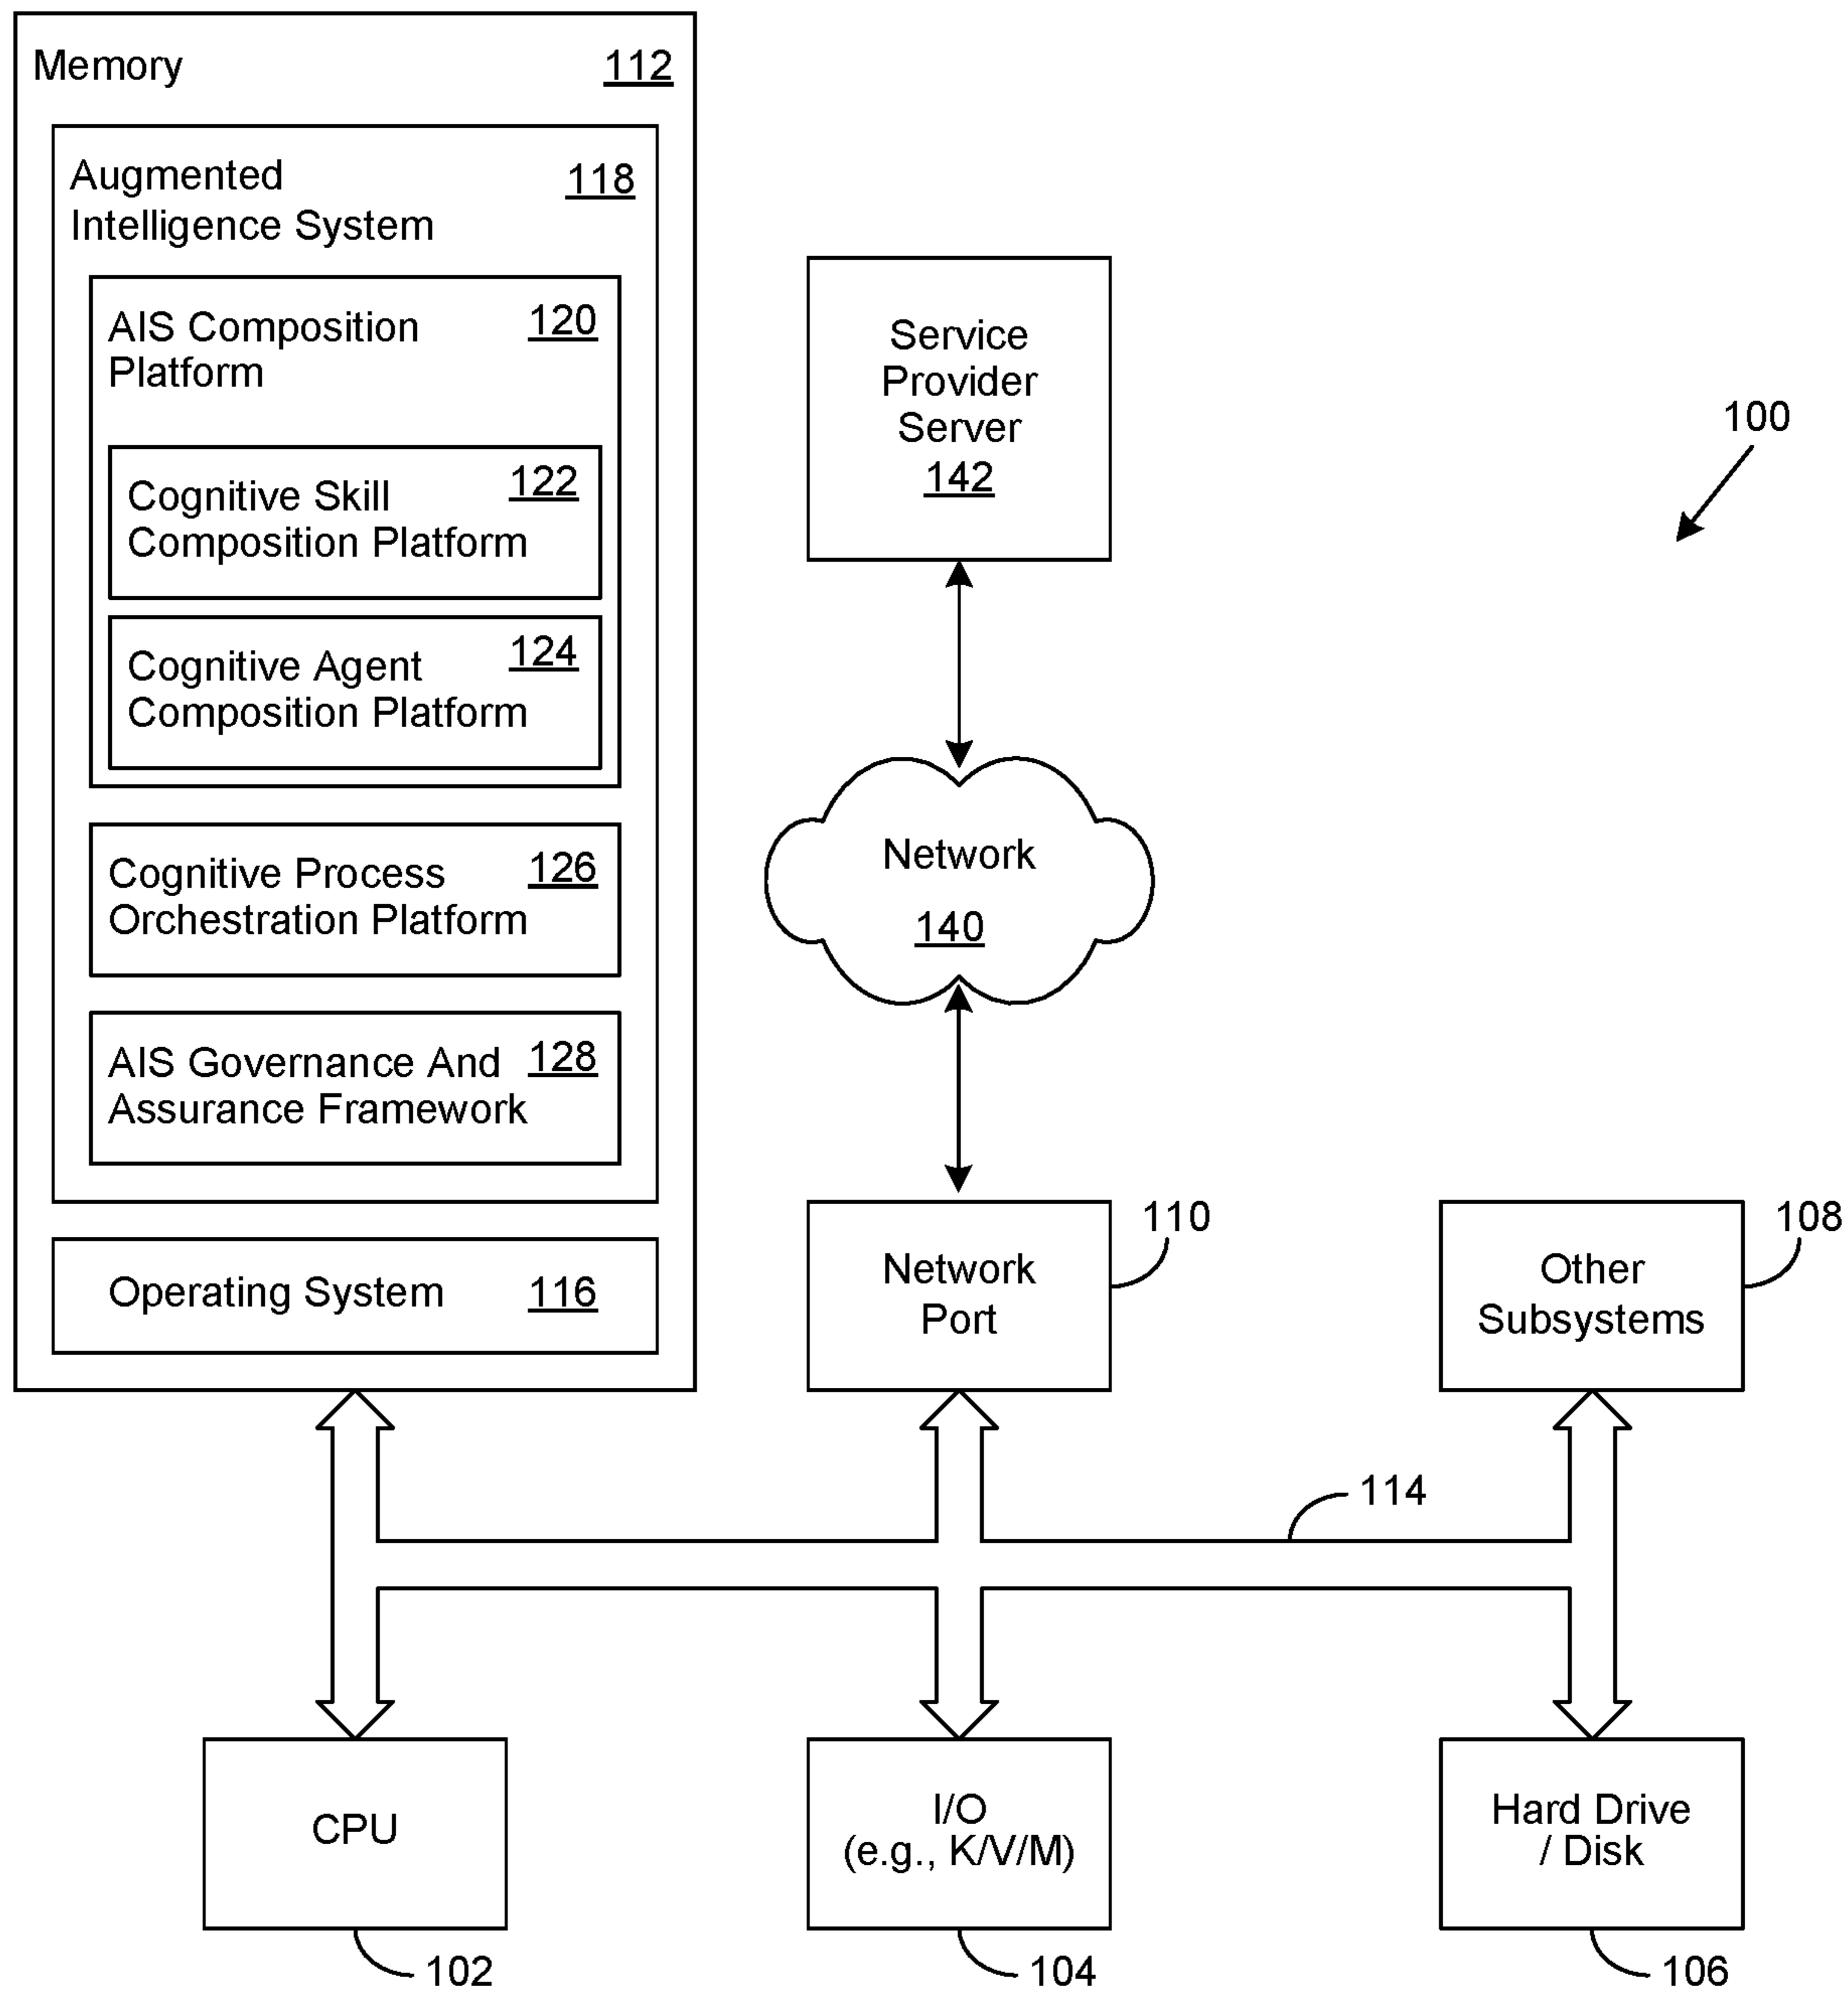 Memory 112
Augmented 118
Intelligence System
AIS Composition 120
Platform
Cognitive Skill 122
Composition Platform
Cognitive Agent 124
Composition Platform
Cognitive Process 126
Orchestration Platform
AIS Governance And 128
Assurance Framework
Operating System 116
Service
Provider
Server
142
100
Network
140
Network
Port
110
Other
Subsystems
108
114
CPU
102
I/O
(e.g., K/V/M)
104
Hard Drive
/ Disk
106